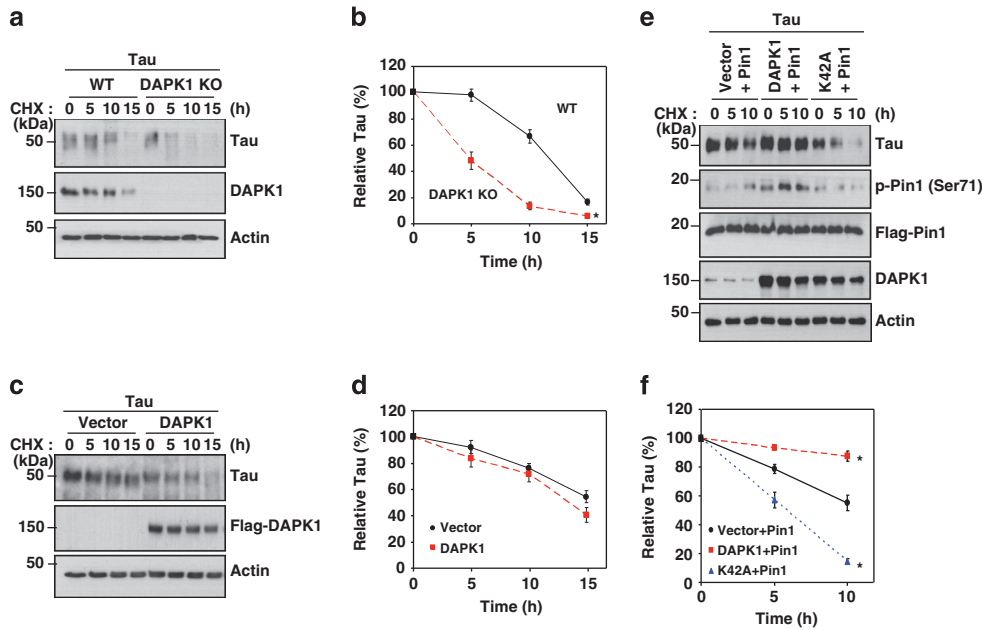 a
Tau
WT DAPK1 KO
CHX : 0 5 10 15 0 5 10 15 (h)
(kDa)
50 Tau
150 DAPK1
50
Actin
b
Relative Tau (%)
120
100
80
60
40
20
0
WT
DAPK1 KO
*
0 5 10 15
Time (h)
c
Tau
Vector DAPK1
CHX : 0 5 10 15 0 5 10 15 (h)
(kDa)
50 Tau
150 Flag-DAPK1
50
Actin
d
Relative Tau (%)
120
100
80
60
40
20
0
Vector
DAPK1
0 5 10 15
Time (h)
e
Tau
Vector + Pin1
DAPK1 + Pin1
K42A + Pin1
CHX : 0 5 10 0 5 10 0 5 10 (h)
(kDa)
50 Tau
20 p-Pin1 (Ser71)
20 Flag-Pin1
150 DAPK1
50
Actin
f
Relative Tau (%)
120
100
80
60
40
20
0
*
Vector+Pin1
DAPK1+Pin1
K42A+Pin1
*
0 5 10
Time (h)